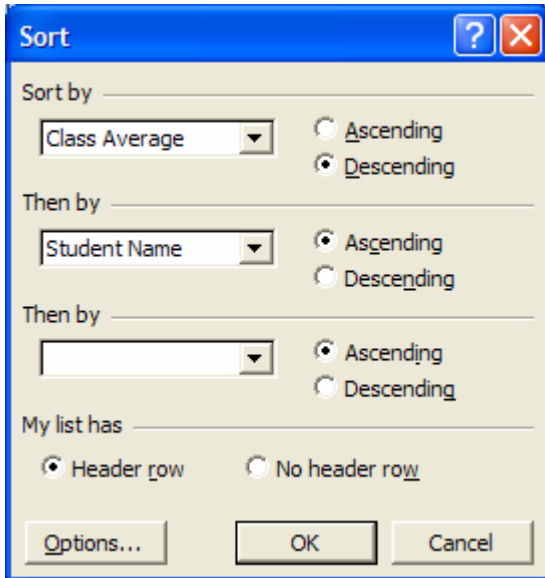 Sort
Sort by
Class Average
Ascending
Descending
Then by
Student Name
Ascending
Descending
Then by
Ascending
Descending
My list has
Header row No header row
Options... OK Cancel